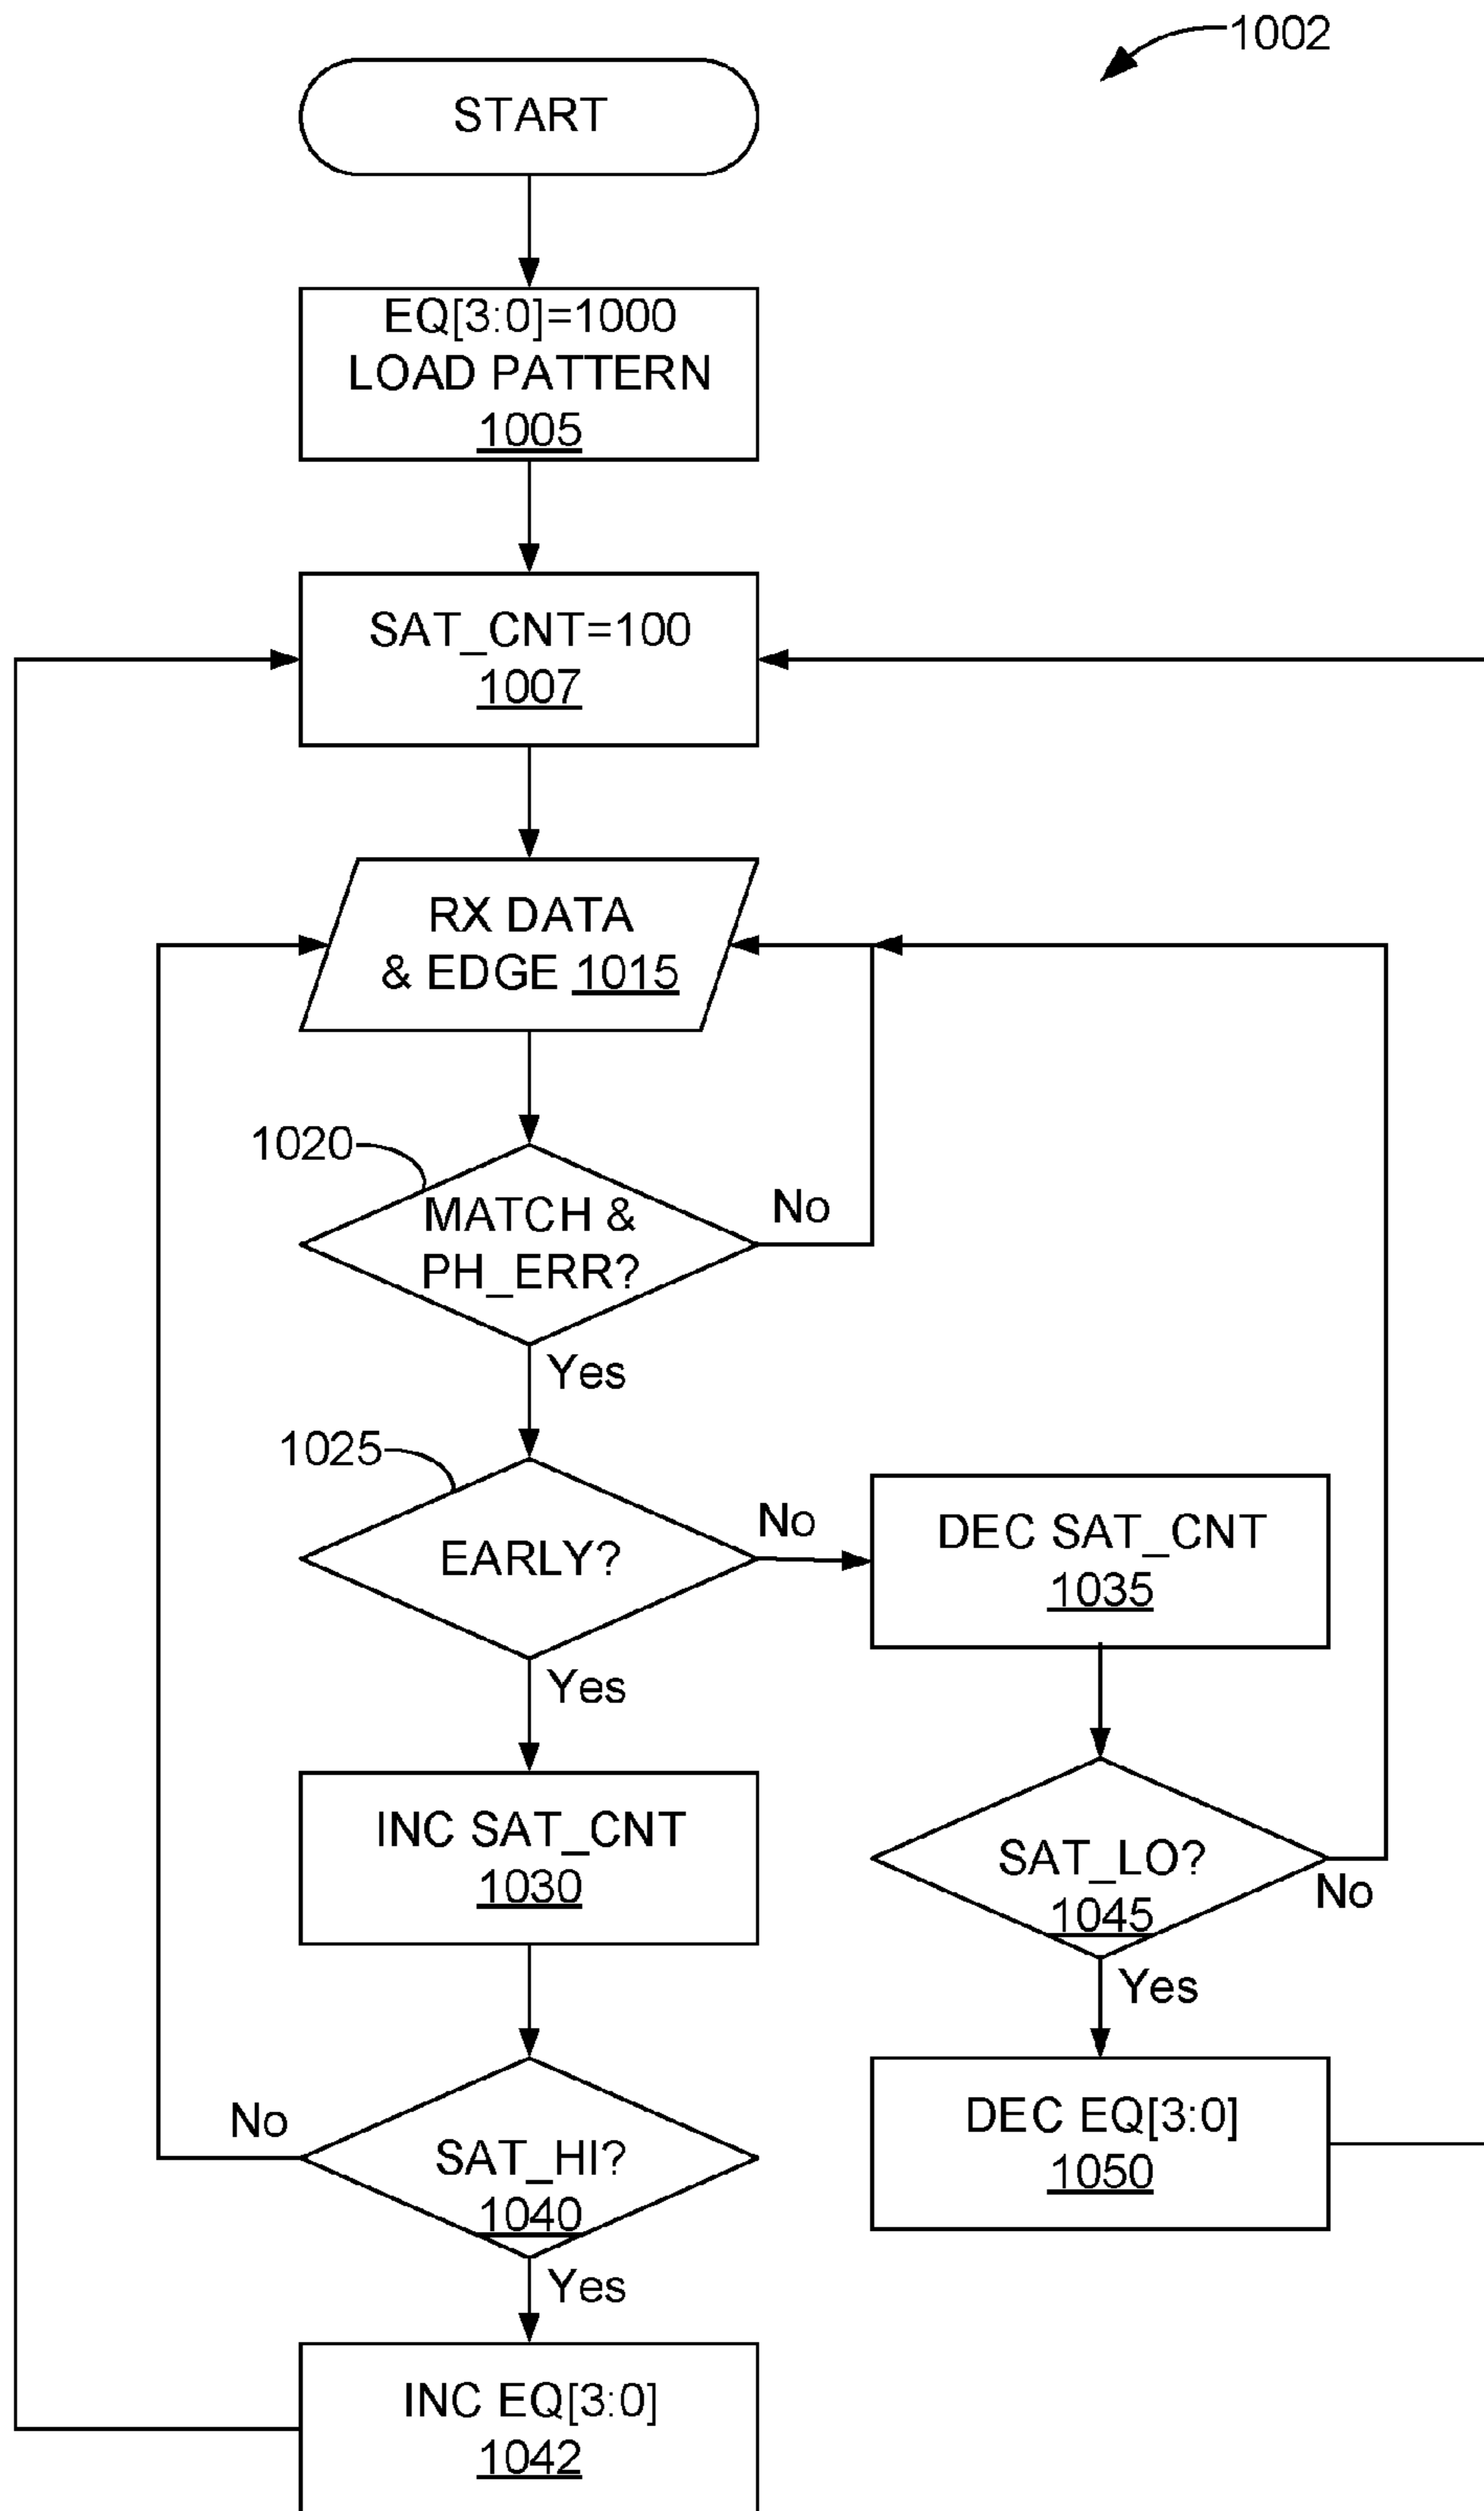 1002
START
EQ[3:0]=1000
LOAD PATTERN
1005
SAT_CNT=100
1007
RX DATA
& EDGE 1015
1020
MATCH &
PH_ERR?
No
Yes
1025
EARLY?
No
Yes
DEC SAT_CNT
1035
INC SAT_CNT
1030
SAT_LO?
1045
No
Yes
SAT_HI?
1040
No
Yes
DEC EQ[3:0]
1050
INC EQ[3:0]
1042